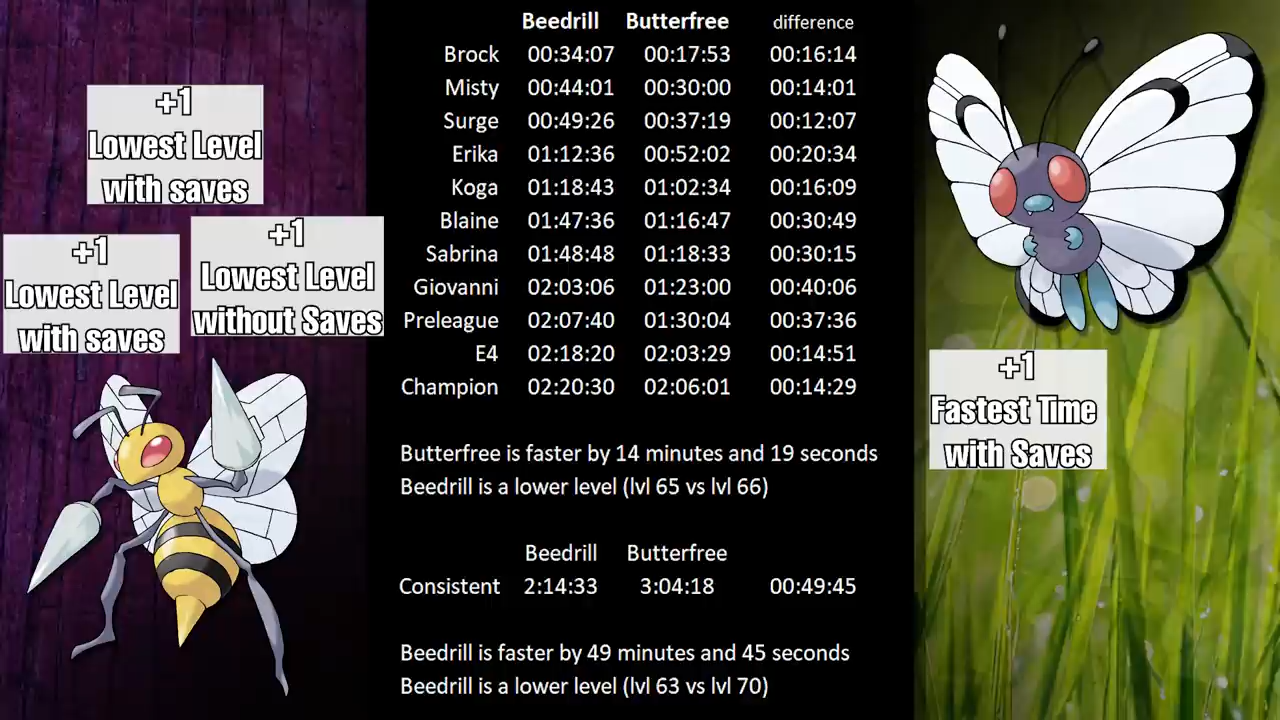 +1
Lowest Level
with saves
+1
Lowest Level
with saves
+1
Lowest Level
without Saves
Beedrill Butterfree difference
Brock 00:34:07 00:17:53 00:16:14
Misty 00:44:01 00:30:00 00:14:01
Surge 00:49:26 00:37:19 00:12:07
Erika 01:12:36 00:52:02 00:20:34
Koga 01:18:43 01:02:34 00:16:09
Blaine 01:47:36 01:16:47 00:30:49
Sabrina 01:48:48 01:18:33 00:30:15
Giovanni 02:03:06 01:23:00 00:40:06
Preleague 02:07:40 01:30:04 00:37:36
E4 02:18:20 02:03:29 00:14:51
Champion 02:20:30 02:06:01 00:14:29
Butterfree is faster by 14 minutes and 19 seconds
Beedrill is a lower level (lvl 65 vs lvl 66)
Beedrill Butterfree
Consistent 2:14:33 3:04:18 00:49:45
Beedrill is faster by 49 minutes and 45 seconds
Beedrill is a lower level (lvl 63 vs lvl 70)
+1
Fastest Time
with Saves